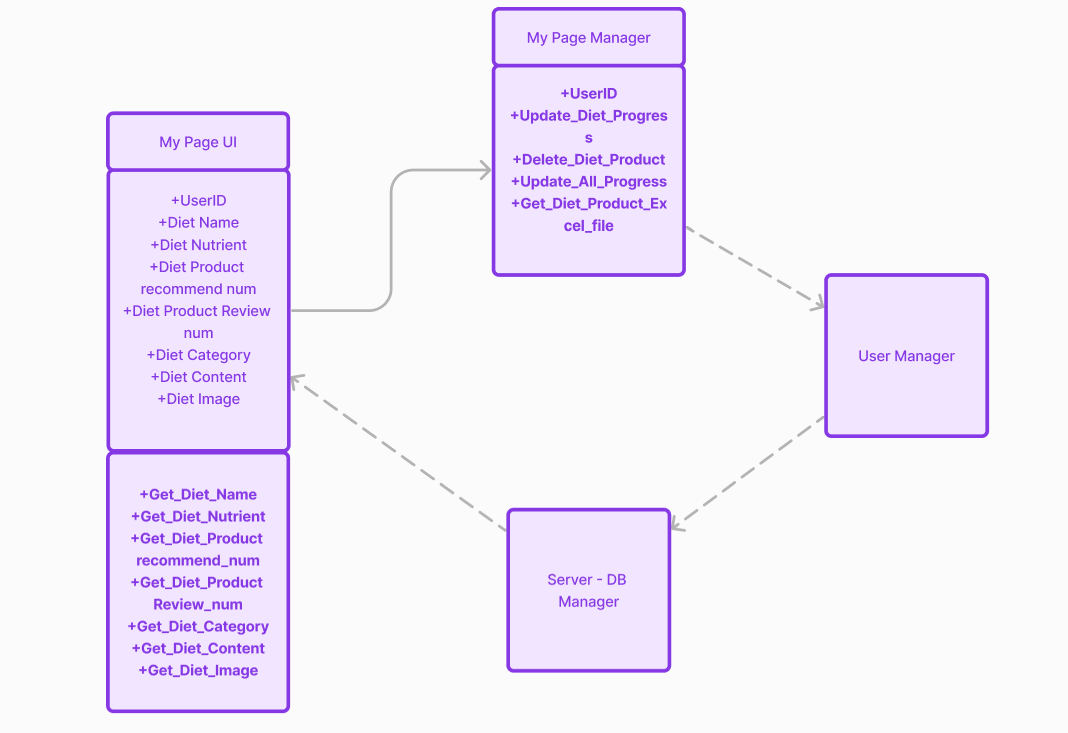 My Page Manager
+UserID
+Update_Diet_Progres
s
+Delete_Diet_Product
+Update_All_Progress
+Get_Diet_Product_Ex
cel_file
My Page UI
+UserID
+Diet Name
+Diet Nutrient
+Diet Product
recommend num
+Diet Product Review
num
+Diet Category
+Diet Content
+Diet Image
+Get_Diet_Name
+Get_Diet_Nutrient
+Get_Diet_Product
recommend_num
+Get_Diet_Product
Review_num
+Get_Diet_Category
+Get_Diet_Content
+Get_Diet_Image
User Manager
Server - DB
Manager